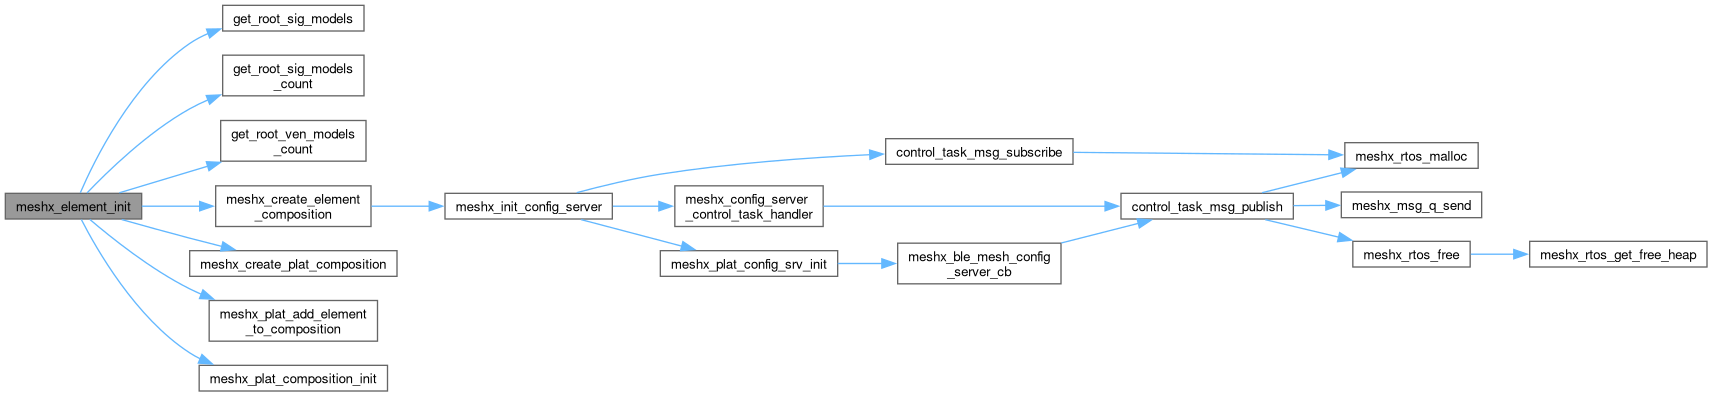 meshx_element_init
get_root_sig_models
get_root_sig_models
_count
get_root_ven_models
_count
meshx_create_element
_composition
meshx_create_plat_composition
meshx_plat_add_element
_to_composition
meshx_plat_composition_init
meshx_init_config_server
control_task_msg_subscribe
meshx_config_server
_control_task_handler
meshx_plat_config_srv_init
meshx_ble_mesh_config
_server_cb
control_task_msg_publish
meshx_rtos_malloc
meshx_msg_q_send
meshx_rtos_free
meshx_rtos_get_free_heap